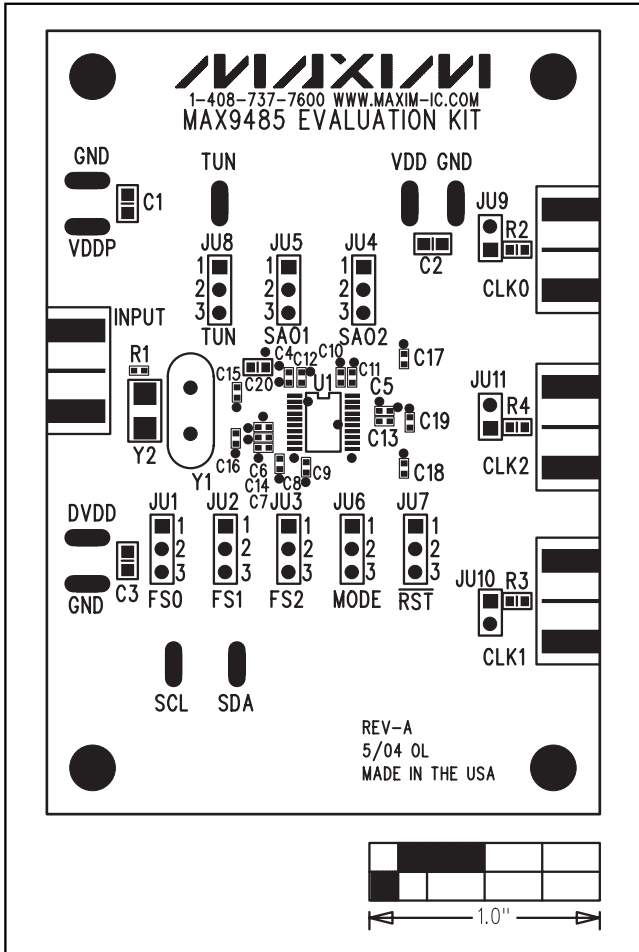 MAXIM
1-408-737-7600 WWW.MAXIM-IC.COM
MAX9485 EVALUATION KIT
GND
TUN
VDD GND
C1
JU9
R2
VDDP
JU8
JU5
JU4
C2
1
2
3
1
2
3
1
2
3
CLK0
INPUT
TUN
SAO1
SAO2
R1
C15
C20
C4
C12
C10
C11
C17
U1
C5
C13
C19
JU11
R4
Y2
Y1
C16
C6
C14
C7
C8
C9
C18
CLK2
DVDD
JU1
JU2
JU3
JU6
JU7
1
2
3
1
2
3
1
2
3
1
2
3
1
2
3
GND
C3
FS0
FS1
FS2
MODE
RST
JU10
R3
CLK1
SCL
SDA
REV-A
5/04 OL
MADE IN THE USA
1.0"